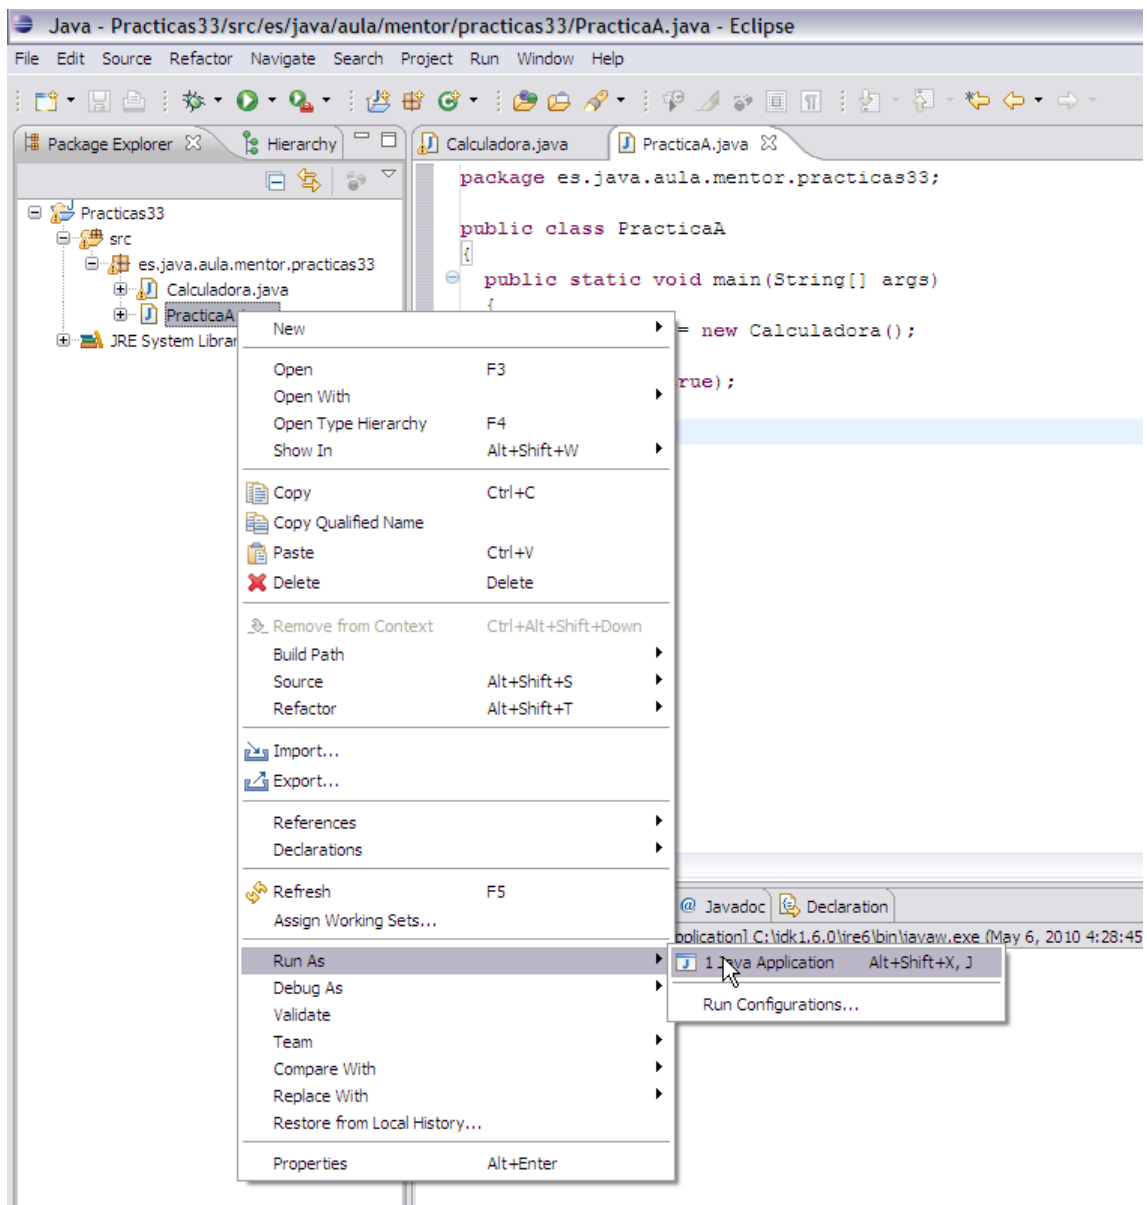 Java - Practicas33/src/es/java/aula/mentor/practicas33/PracticaA.java - Eclipse
File Edit Source Refactor Navigate Search Project Run Window Help
Package Explorer
Hierarchy
Calculadora.java
PracticaA.java
Practicas33
src
es.java.aula.mentor.practicas33
Calculadora.java
PracticaA
JRE System Librar
package es.java.aula.mentor.practicas33;
public class PracticaA
{
public static void main(String[] args)
{
= new Calculadora();
rue);
New
Open F3
Open With
Open Type Hierarchy F4
Show In Alt+Shift+W
Copy Ctrl+C
Copy Qualified Name
Paste Ctrl+V
Delete Delete
Remove from Context Ctrl+Alt+Shift+Down
Build Path
Source Alt+Shift+S
Refactor Alt+Shift+T
Import...
Export...
References
Declarations
Refresh F5
Assign Working Sets...
Run As
Debug As
Validate
Team
Compare With
Replace With
Restore from Local History...
Properties Alt+Enter
@ Javadoc
Declaration
pplication] C:\jdk1.6.0\jre6\bin\javaw.exe (May 6, 2010 4:28:45
1 Java Application Alt+Shift+X, J
Run Configurations...